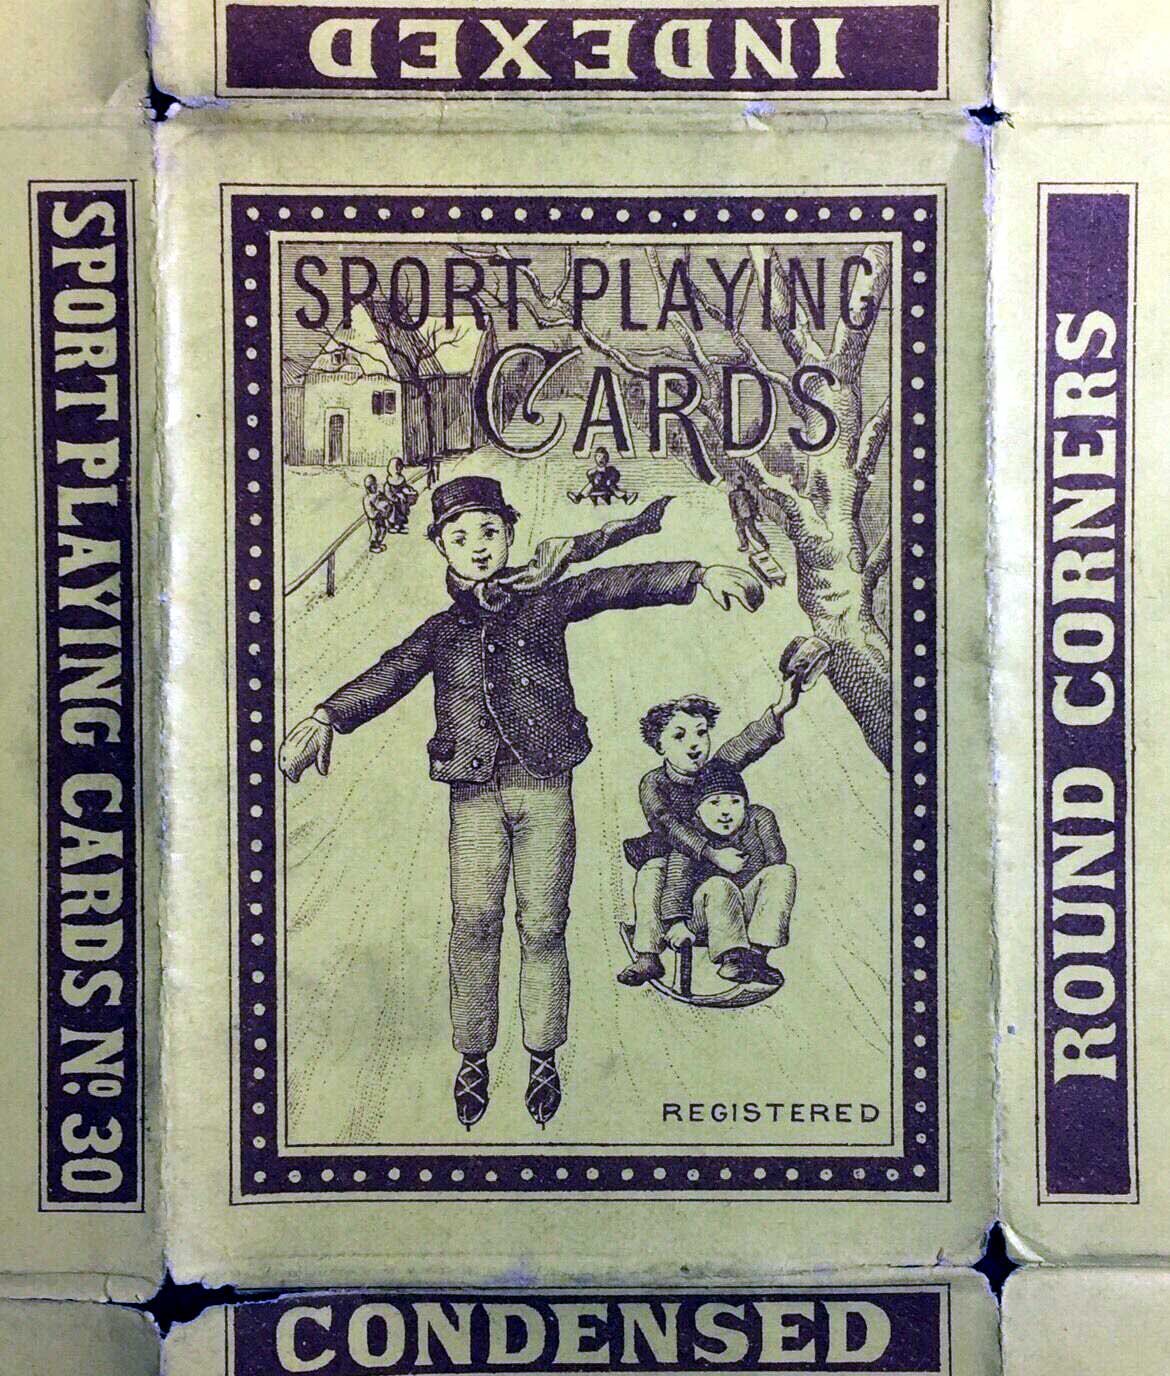 INDEXED
SPORT PLAYING CARDS Nº 30
SPORT PLAYING
CARDS
REGISTERED
ROUND CORNERS
CONDENSED